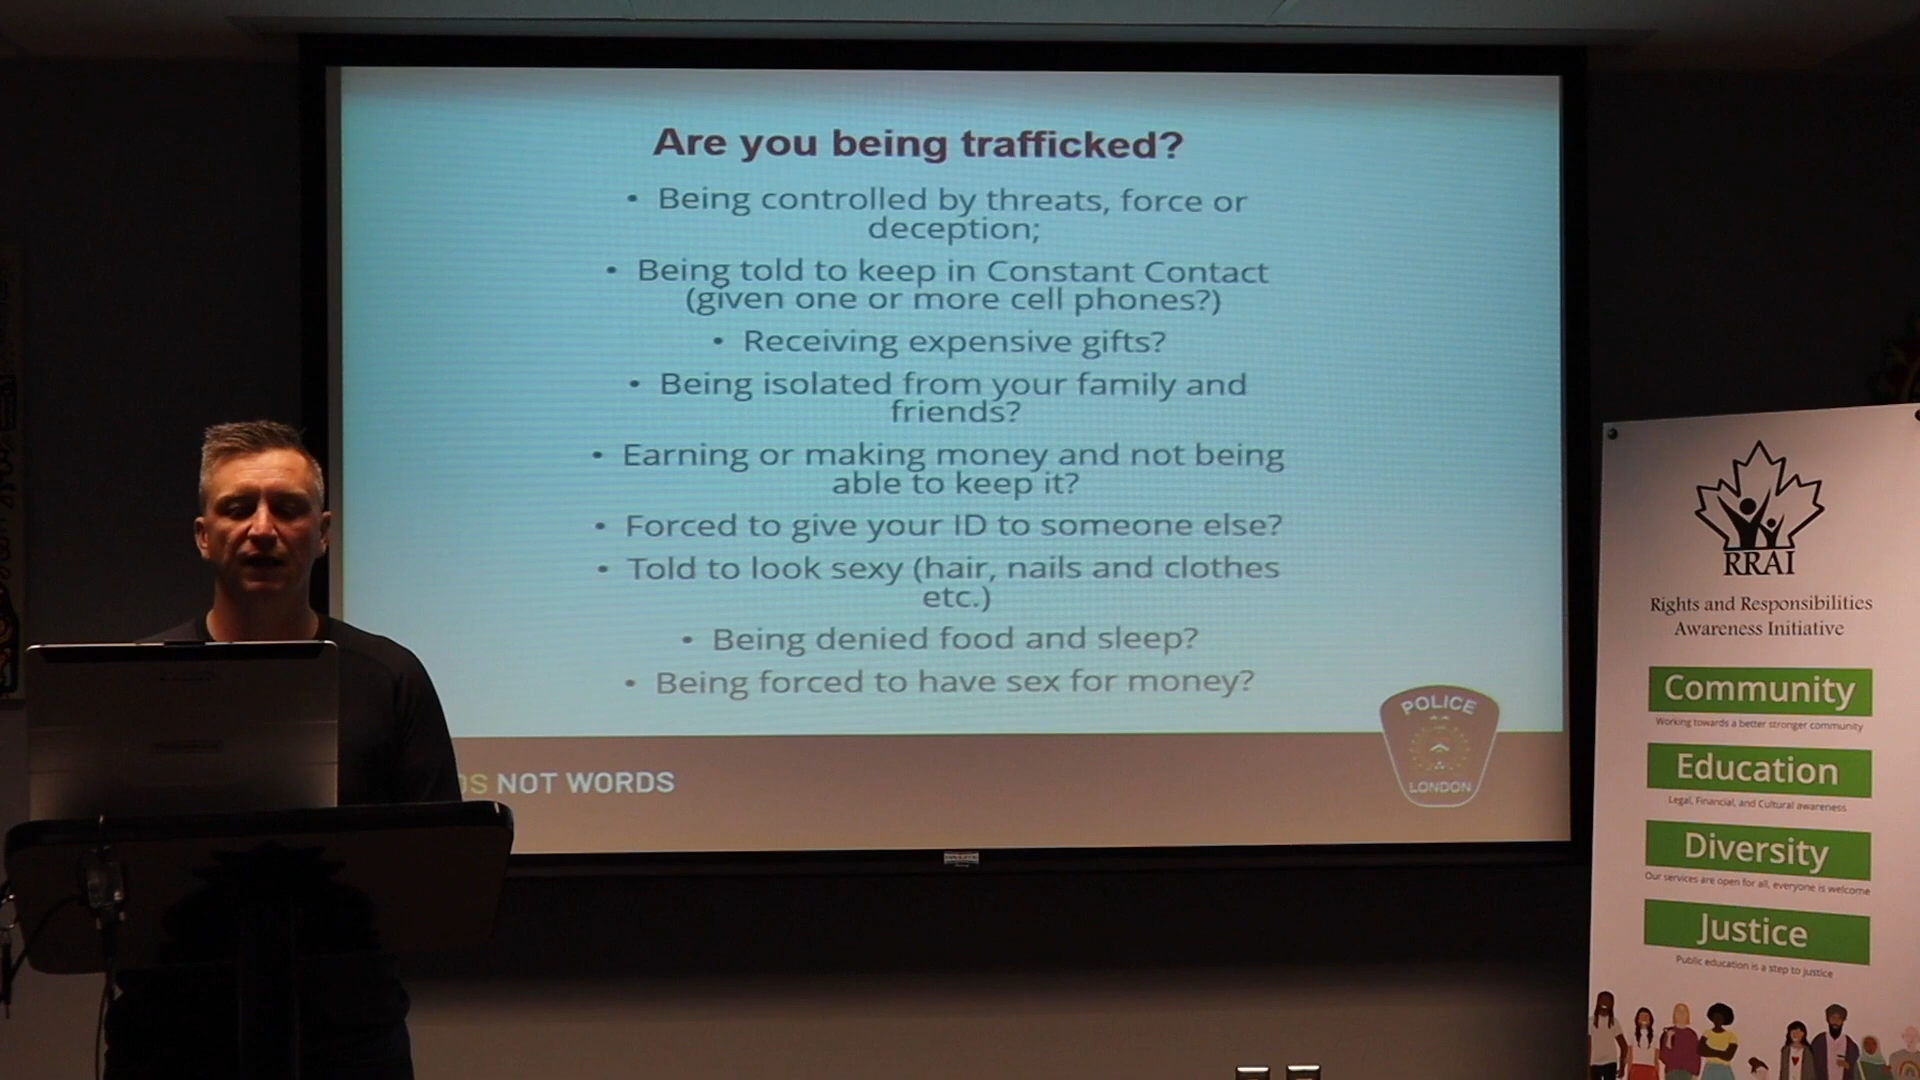 Are you being trafficked?
• Being controlled by threats, force or
deception;
• Being told to keep in Constant Contact
(given one or more cell phones?)
• Receiving expensive gifts?
• Being isolated from your family and
friends?
• Earning or making money and not being
able to keep it?
• Forced to give your ID to someone else?
• Told to look sexy (hair, nails and clothes
etc.)
• Being denied food and sleep?
• Being forced to have sex for money?
NOT WORDS
POLICE
LONDON
RRAI
Rights and Responsibilities
Awareness Initiative
Community
Working towards a better stronger community
Education
Legal, Financial, and Cultural awareness
Diversity
Our services are open for all, everyone is welcome
Justice
Public education is a step to justice